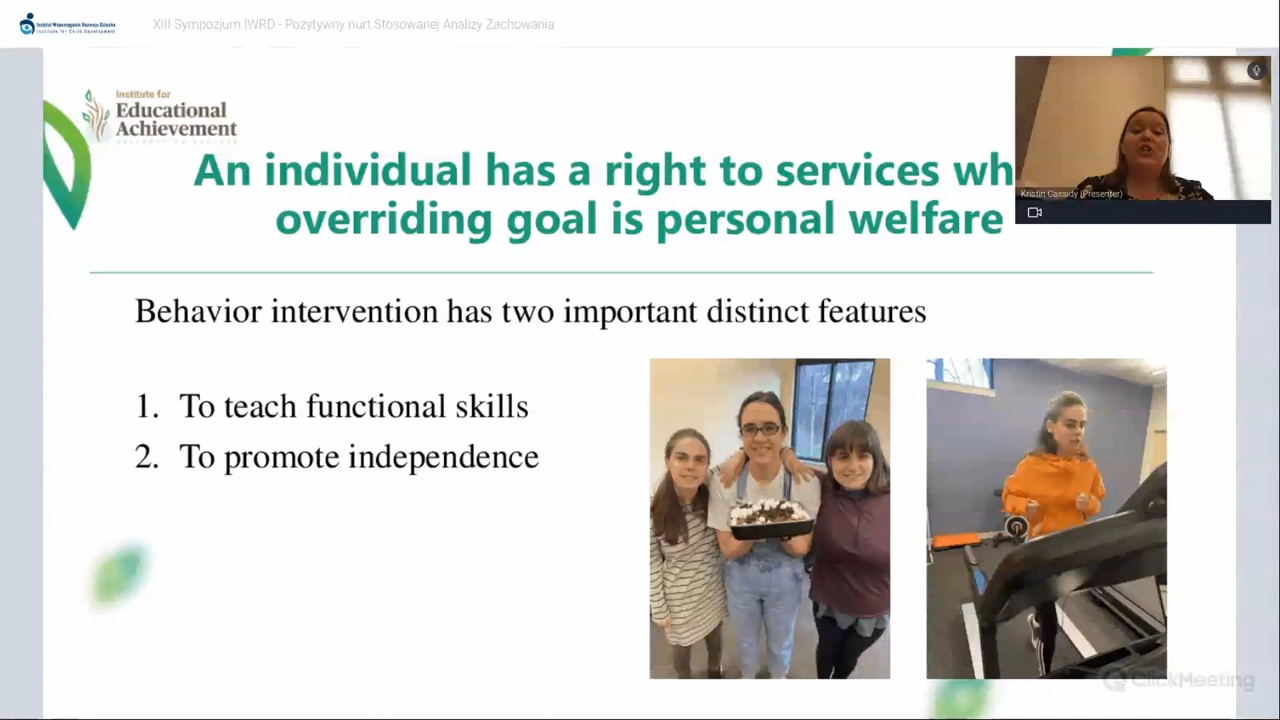 Instytut Wspomagania Rozwoju Dziecka
Institute for Child Development
XIII Sympozjum IWRD - Pozytywny nurt Stosowanej Analizy Zachowania
Institute for
Educational
Achievement
An individual has a right to services wh
overriding goal is personal welfare
Kristin Cassidy (Presenter)
Behavior intervention has two important distinct features
1. To teach functional skills
2. To promote independence
ClickMeeting